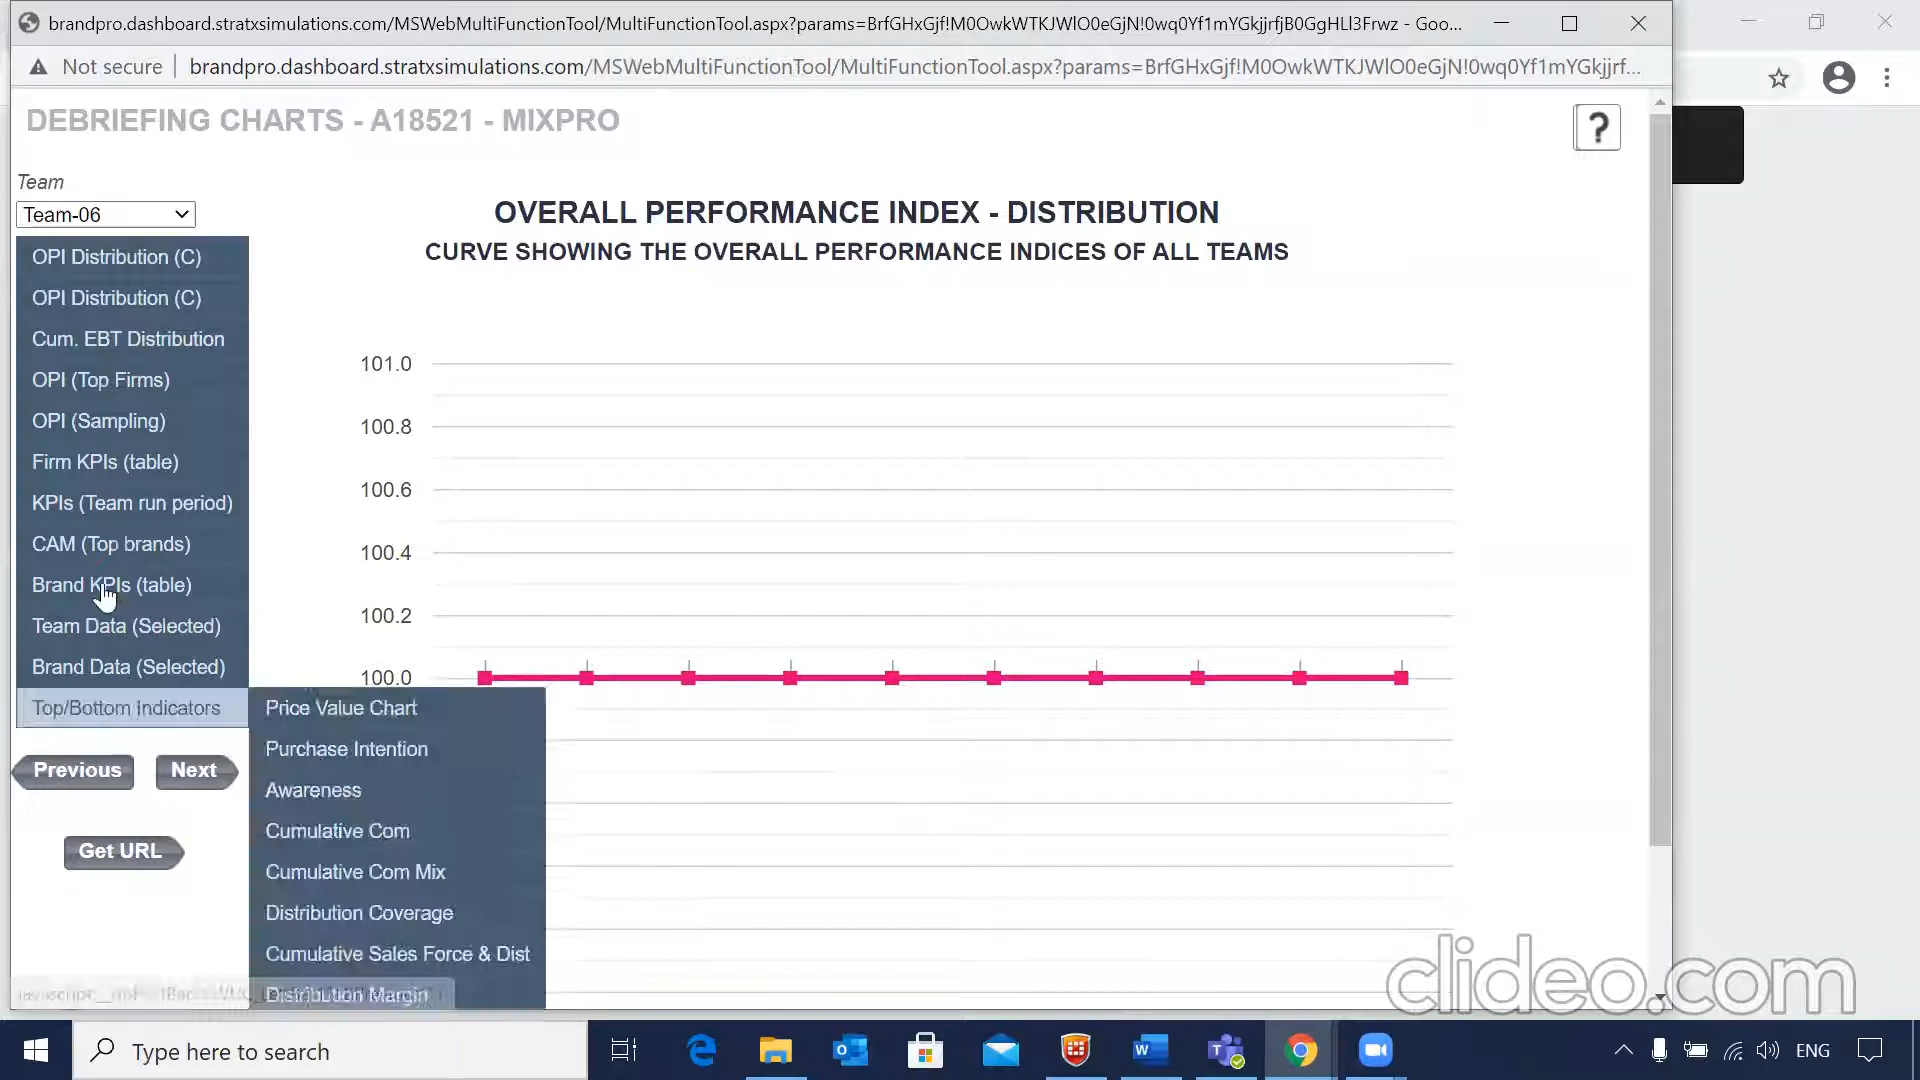 brandpro.dashboard.stratxsimulations.com/MSWebMultiFunctionTool/MultiFunctionTool.aspx?params=BrfGHxGjf!M0OwkWTKJWlO0eGjN!0wq0Yf1mYGkjjrfjB0GgHLl3Frwz - Goo...
Not secure
brandpro.dashboard.stratxsimulations.com/MSWebMultiFunctionTool/MultiFunctionTool.aspx?params=BrfGHxGjf!M0OwkWTKJWlO0eGjN!0wq0Yf1mYGkjjrf...
DEBRIEFING CHARTS - A18521 - MIXPRO
?
Team
Team-06
OVERALL PERFORMANCE INDEX - DISTRIBUTION
CURVE SHOWING THE OVERALL PERFORMANCE INDICES OF ALL TEAMS
OPI Distribution (C)
OPI Distribution (C)
Cum. EBT Distribution
OPI (Top Firms)
OPI (Sampling)
Firm KPIs (table)
KPIs (Team run period)
CAM (Top brands)
Brand KPIs (table)
Team Data (Selected)
Brand Data (Selected)
Top/Bottom Indicators
101.0
100.8
100.6
100.4
100.2
100.0
Price Value Chart
Purchase Intention
Awareness
Cumulative Com
Cumulative Com Mix
Distribution Coverage
Cumulative Sales Force & Dist
Distribution Margin
Previous
Next
Get URL
clideo.com
Type here to search
ENG